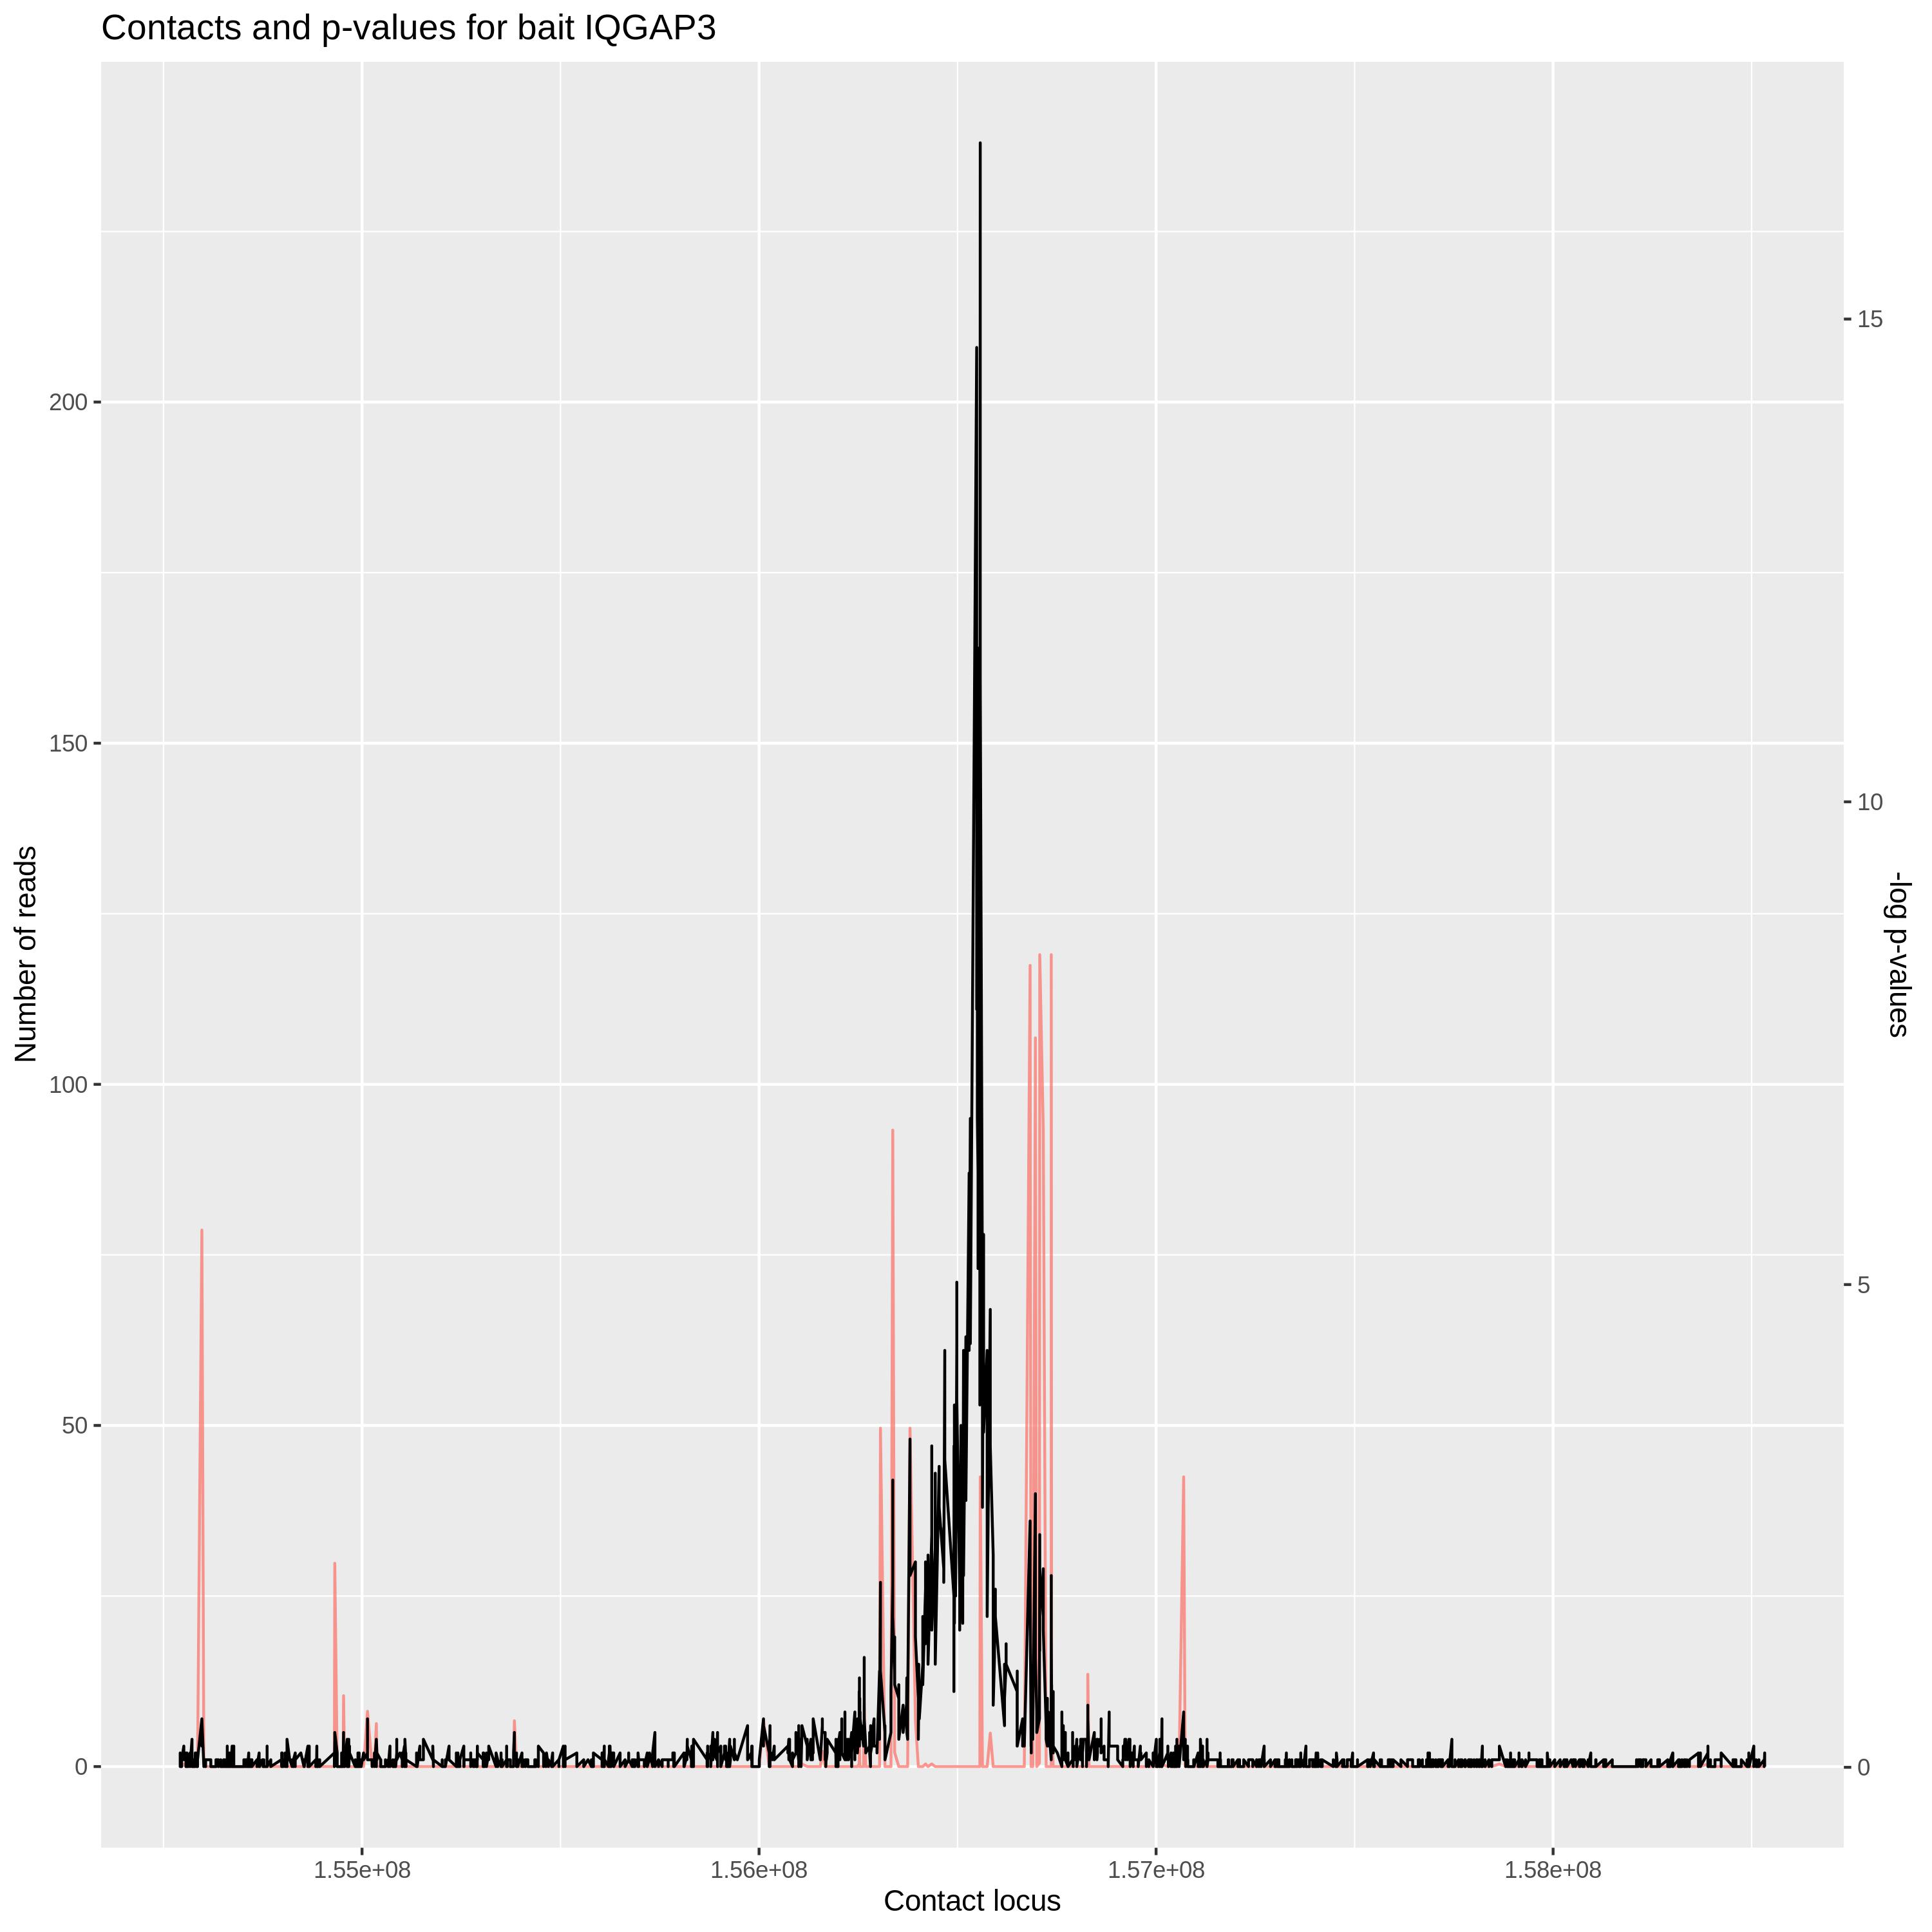 Contacts and p-values for bait IQGAP3
200
150
100
50
0
Number of reads
15
10
5
0
-log p-values
1.55e+08
1.56e+08
1.57e+08
1.58e+08
Contact locus